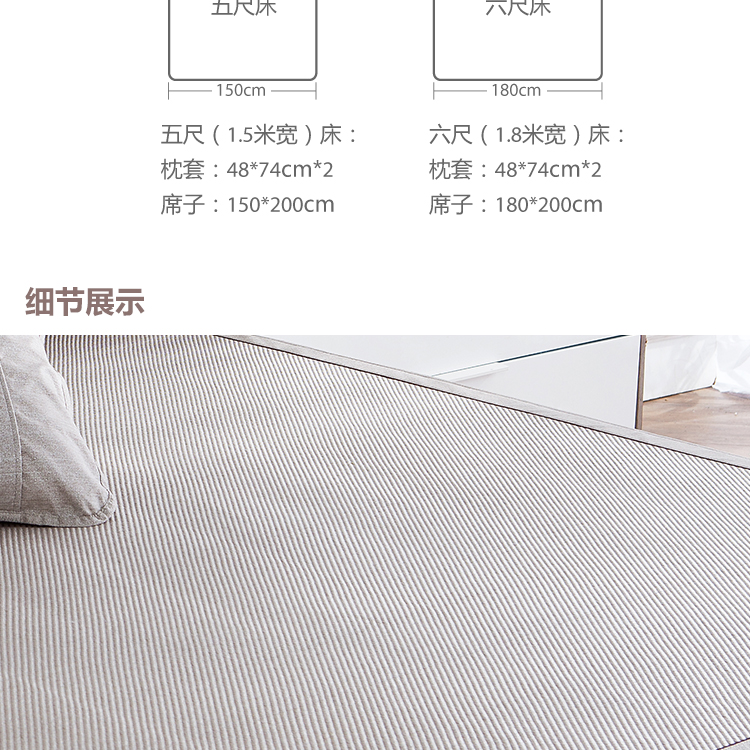 五尺床
六尺床
150cm
180cm
五尺（1.5米宽）床：
枕套：48*74cm*2
席子：150*200cm
六尺（1.8米宽）床：
枕套：48*74cm*2
席子：180*200cm
细节展示